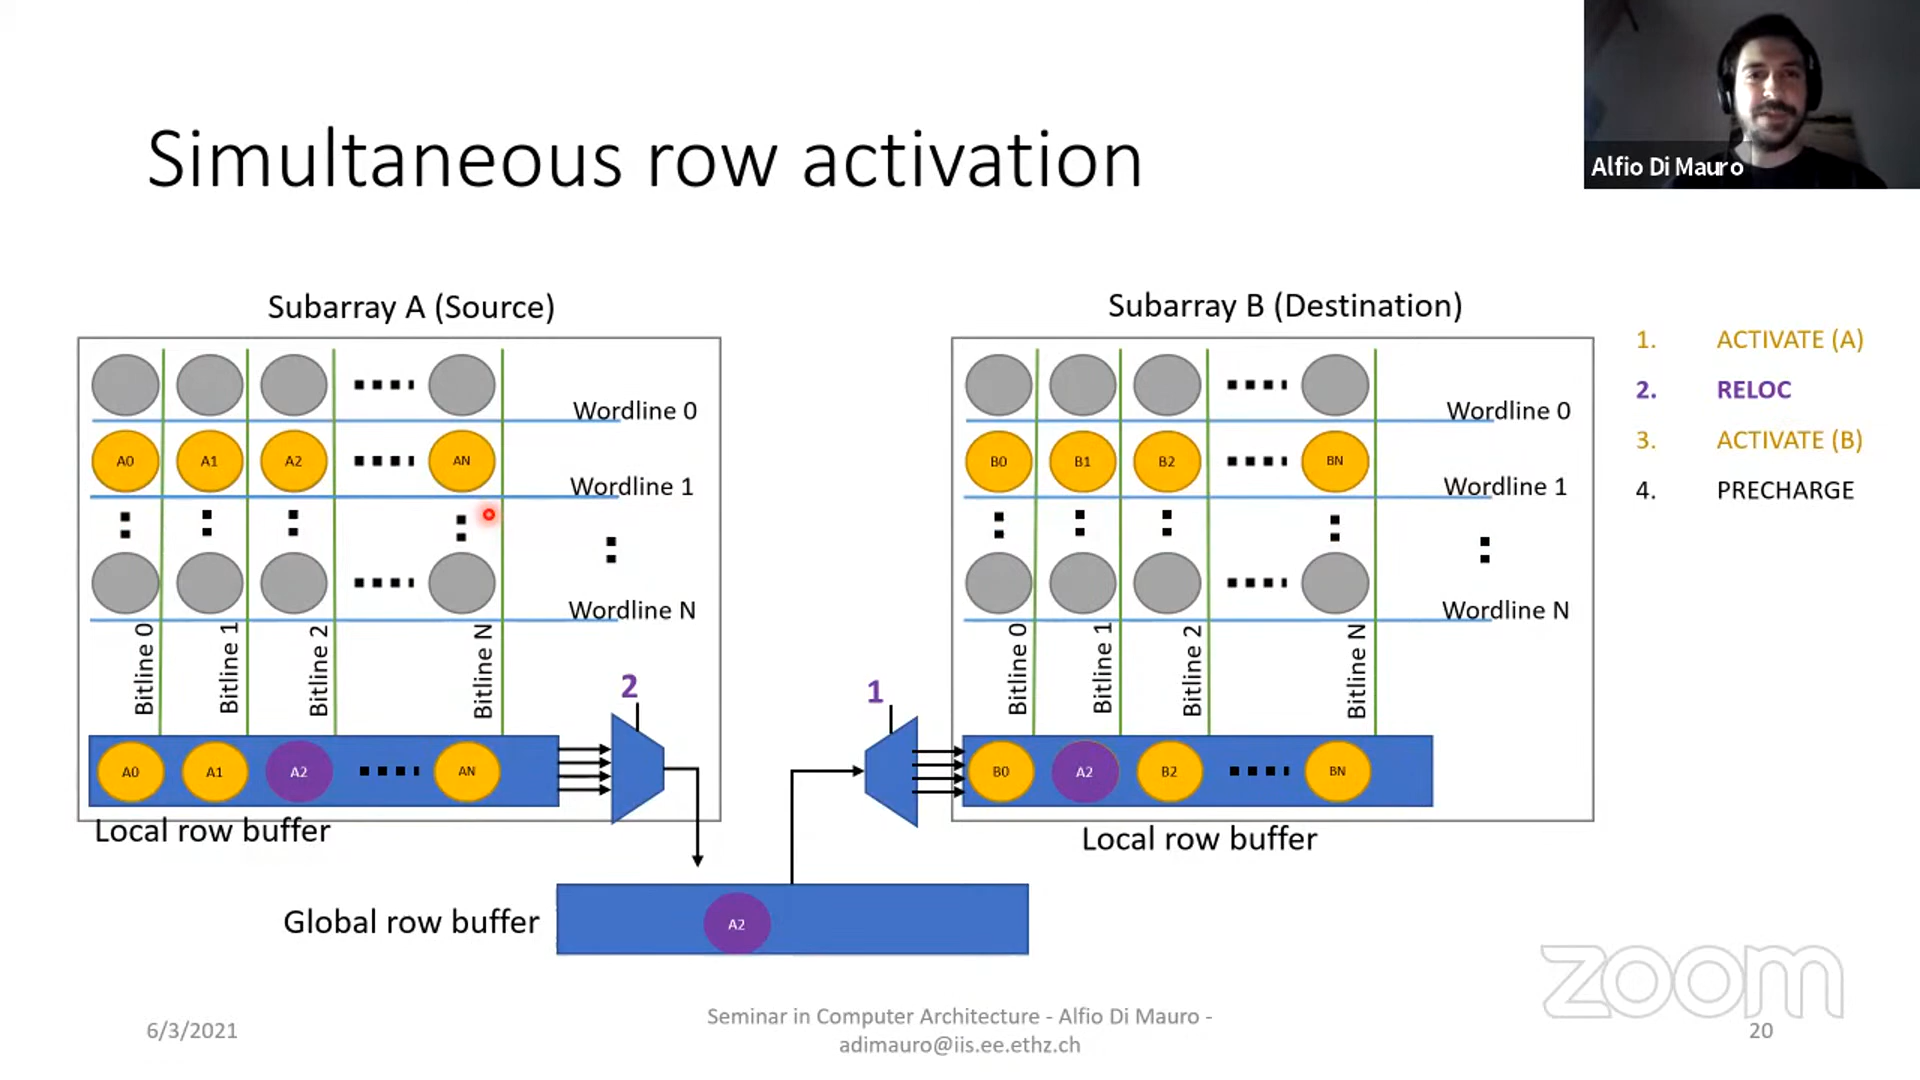 Simultaneous row activation
Alfio Di Mauro
Subarray A (Source)
Wordline 0
A0 A1 A2 AN
Wordline 1
Wordline N
Bitline 0
Bitline 1
Bitline 2
Bitline N
2
A0 A1 A2 AN
Local row buffer
Subarray B (Destination)
Wordline 0
B0 B1 B2 BN
Wordline 1
Wordline N
Bitline 0
Bitline 1
Bitline 2
Bitline N
1
B0 A2 B2 BN
Local row buffer
Global row buffer
A2
1. ACTIVATE (A)
2. RELOC
3. ACTIVATE (B)
4. PRECHARGE
zoom
6/3/2021
Seminar in Computer Architecture - Alfio Di Mauro -
adimauro@iis.ee.ethz.ch
20